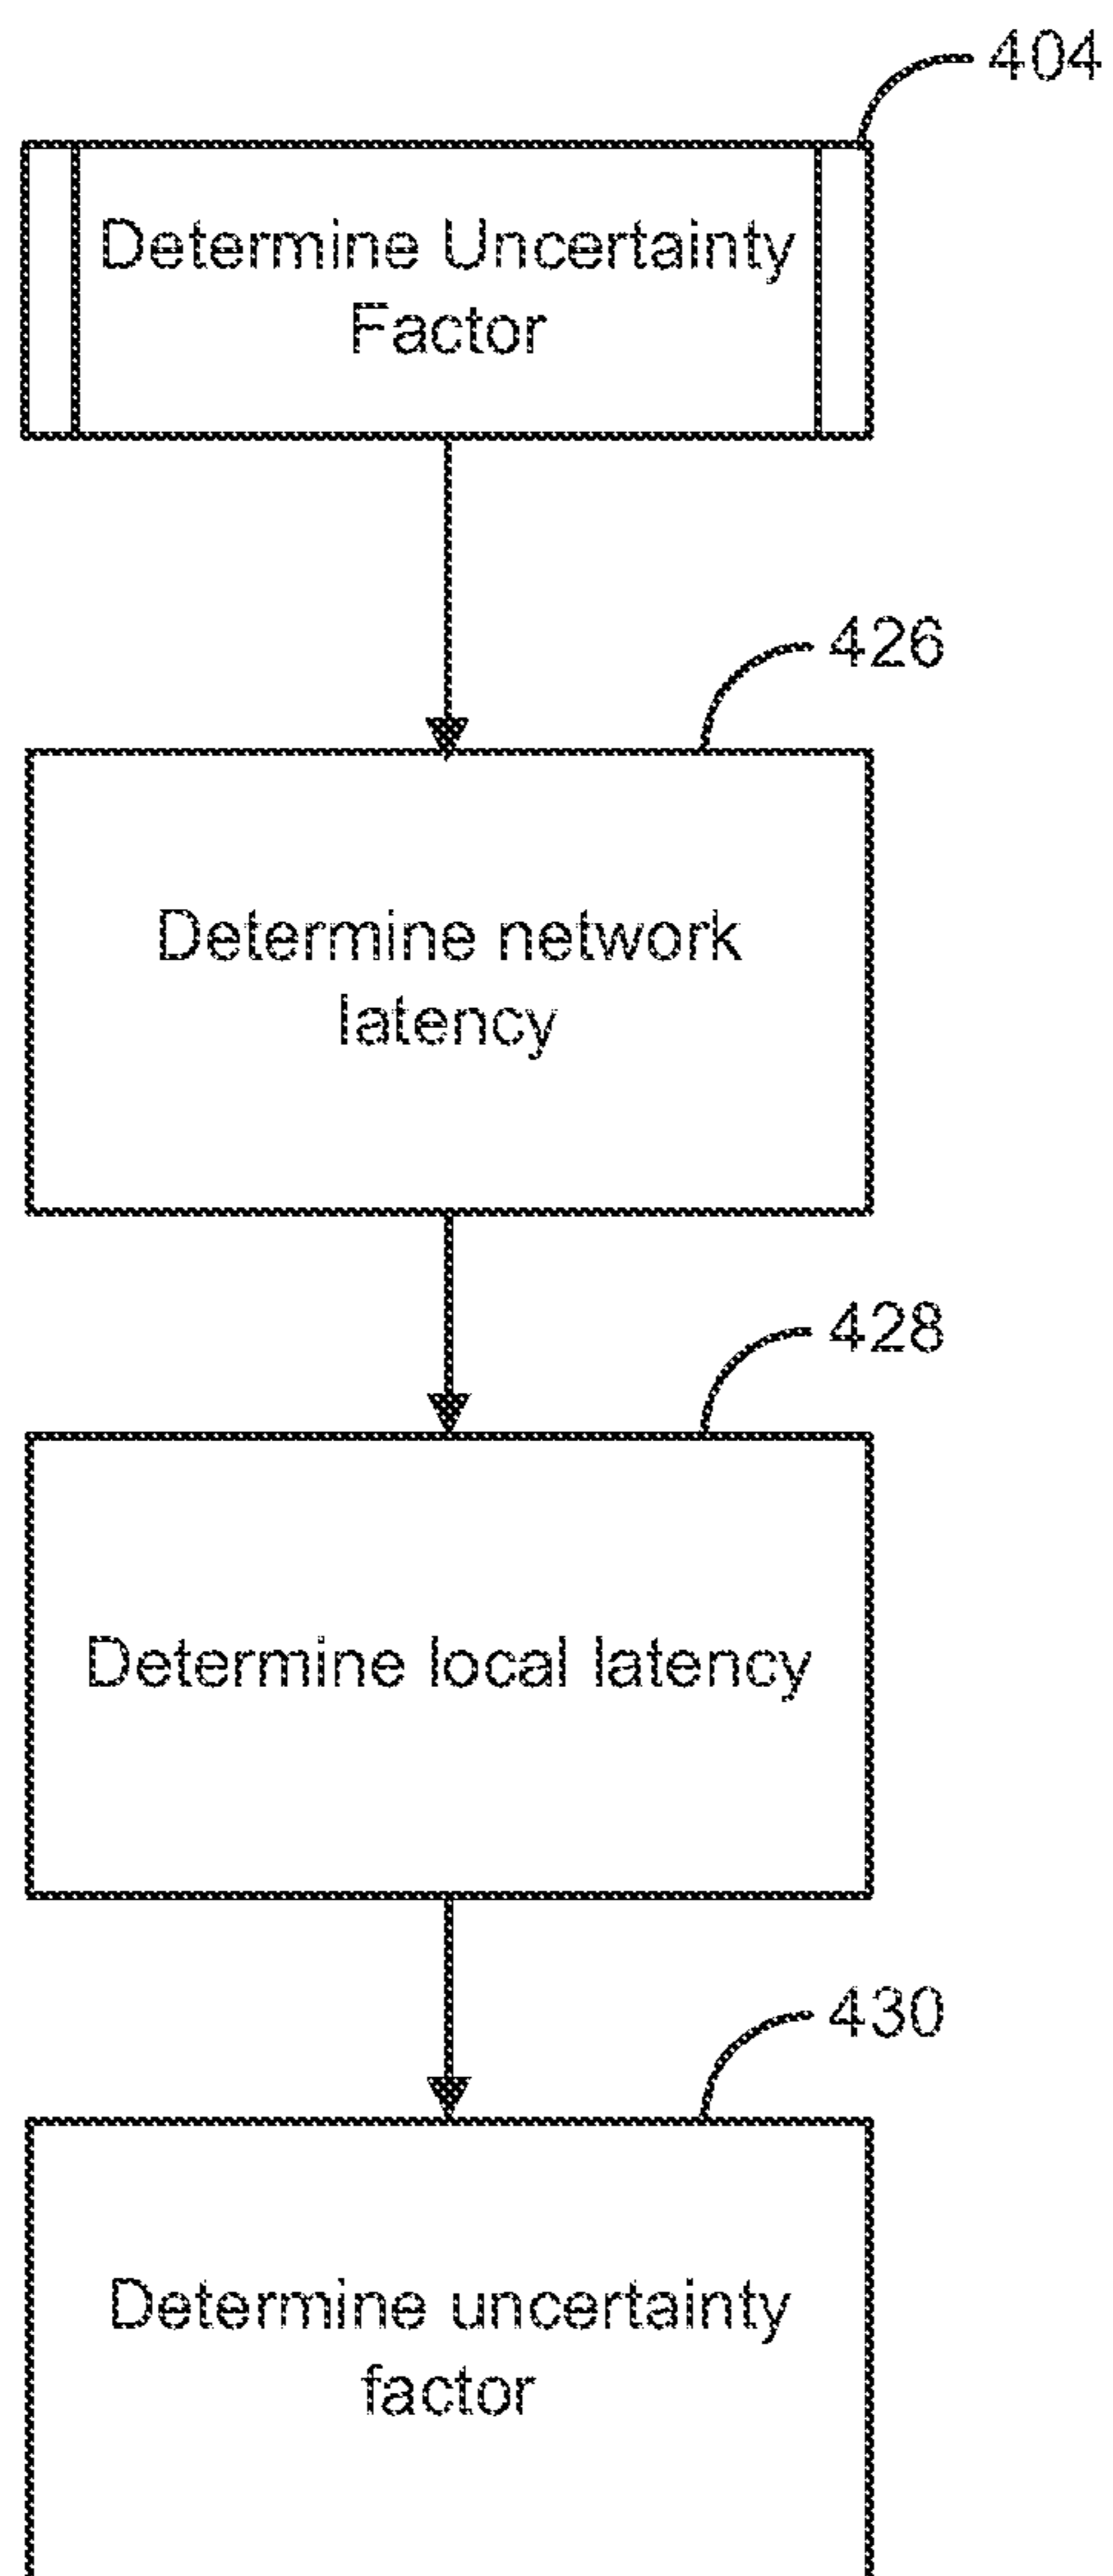 404
Determine Uncertainty
Factor
426
Determine network
latency
428
Determine local latency
430
Determine uncertainty
factor